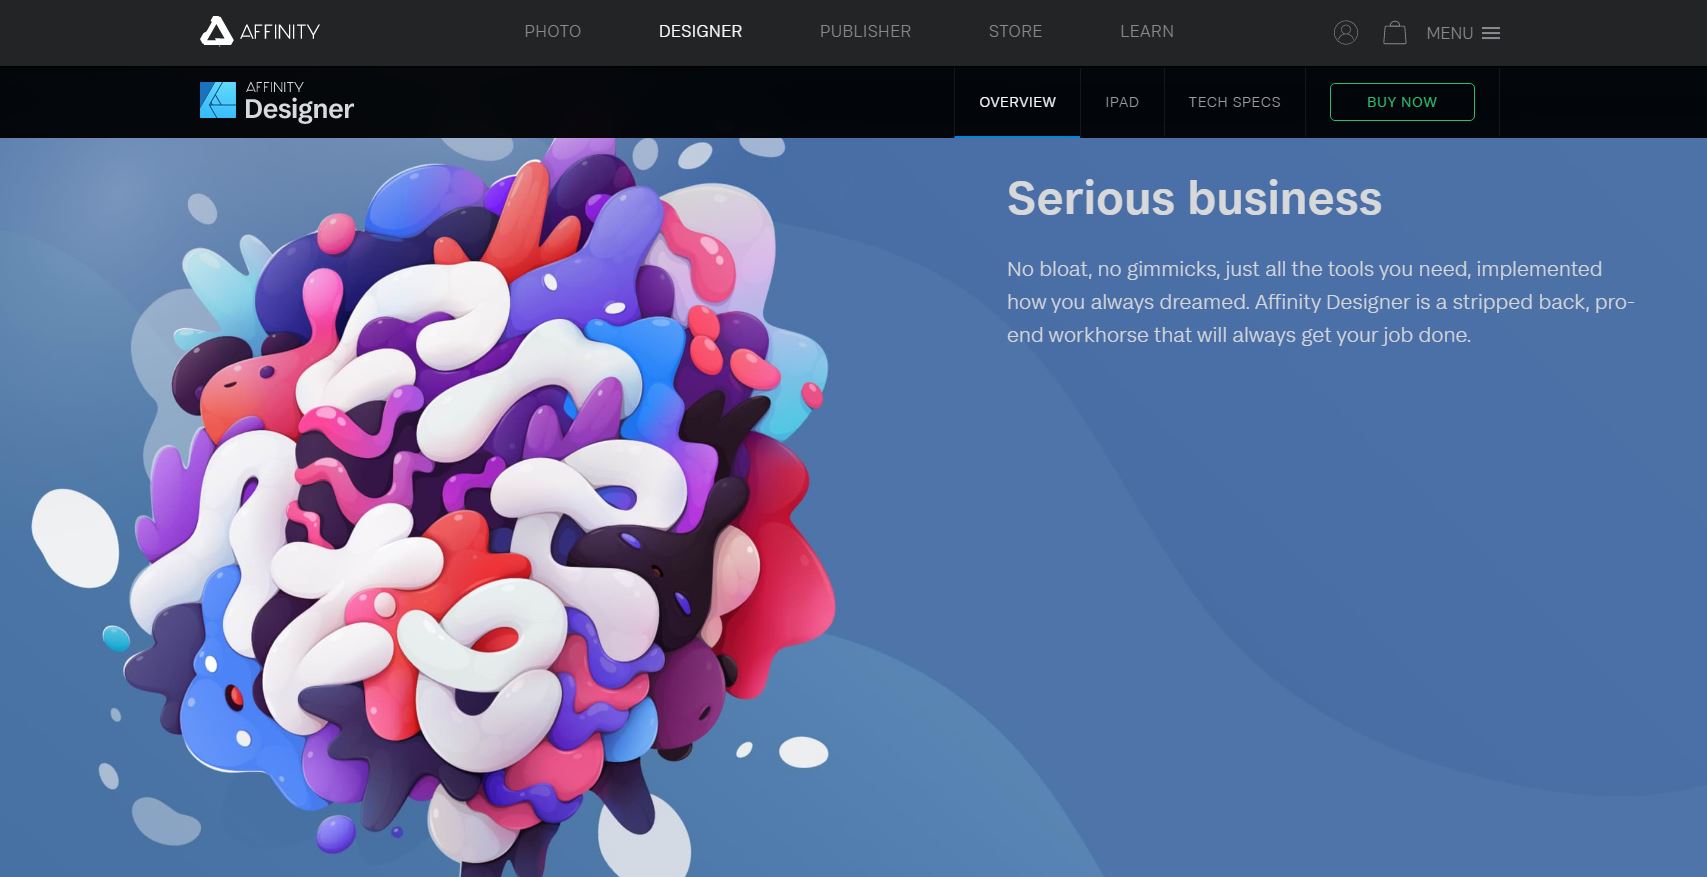 AFFINITY
PHOTO
DESIGNER
PUBLISHER
STORE
LEARN
MENU
AFFINITY
Designer
OVERVIEW
IPAD
TECH SPECS
BUY NOW
Serious business
No bloat, no gimmicks, just all the tools you need, implemented
how you always dreamed. Affinity Designer is a stripped back, pro-
end workhorse that will always get your job done.